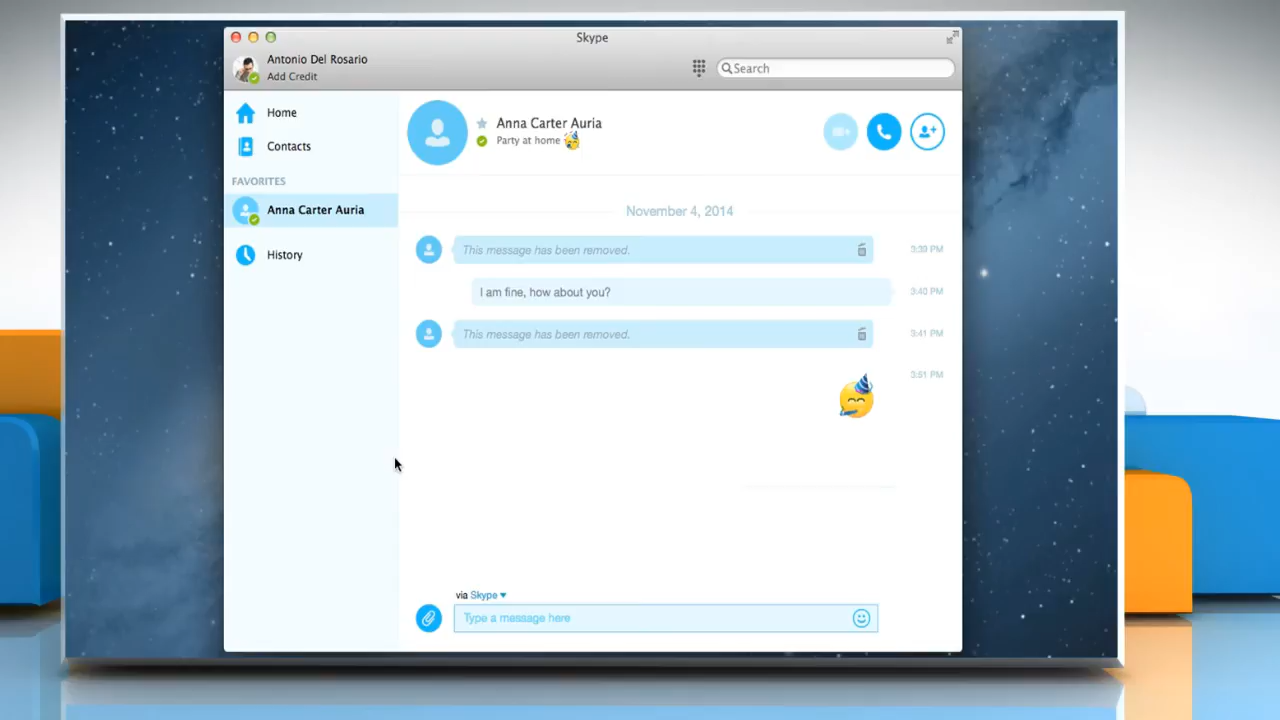 Skype
Antonio Del Rosario
Add Credit
Search
Home
Contacts
FAVORITES
Anna Carter Auria
History
Anna Carter Auria
Party at home
November 4, 2014
This message has been removed.
3:39 PM
I am fine, how about you?
3:40 PM
This message has been removed.
3:41 PM
3:51 PM
via Skype
Type a message here